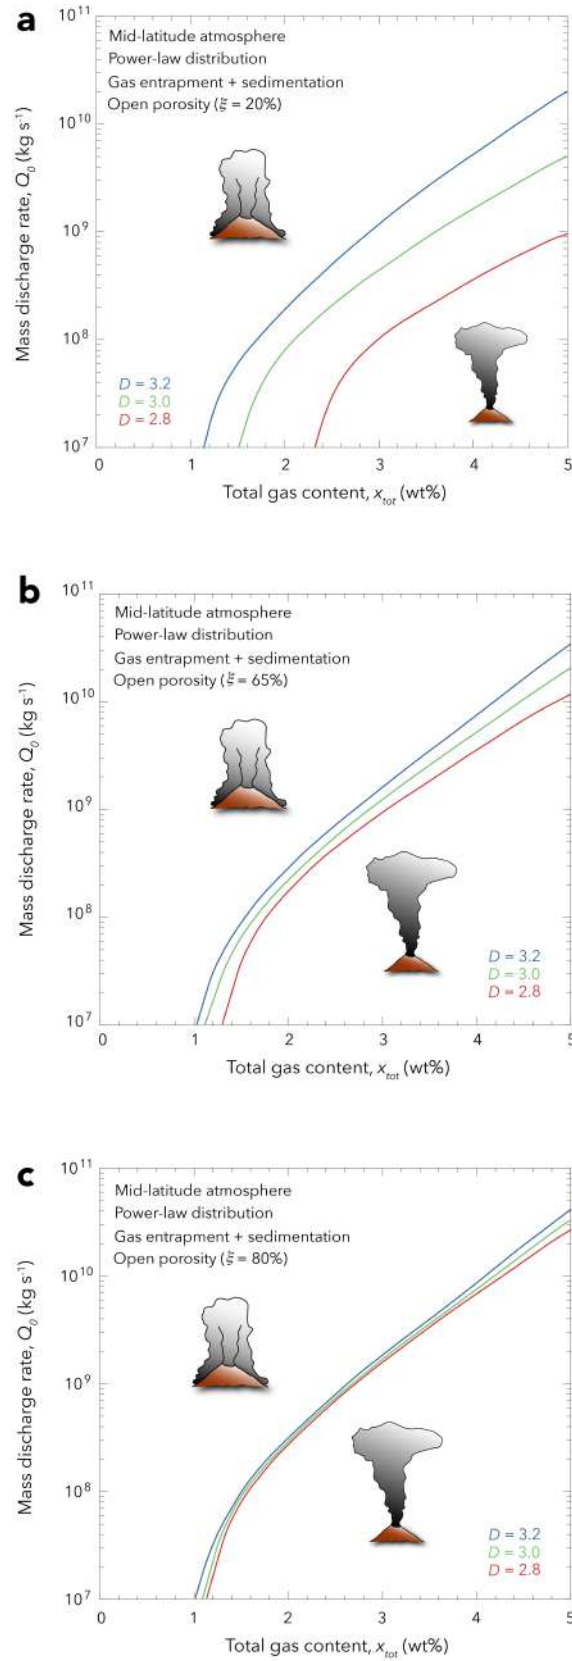 a
Mid-latitude atmosphere
Power-law distribution
Gas entrapment + sedimentation
Open porosity (ξ = 20%)
Mass discharge rate, Q₀ (kg s⁻¹)
10¹¹
10¹⁰
10⁹
10⁸
10⁷
D = 3.2
D = 3.0
D = 2.8
0 1 2 3 4 5
Total gas content, xₜₒₜ (wt%)
b
Mid-latitude atmosphere
Power-law distribution
Gas entrapment + sedimentation
Open porosity (ξ = 65%)
Mass discharge rate, Q₀ (kg s⁻¹)
10¹¹
10¹⁰
10⁹
10⁸
10⁷
D = 3.2
D = 3.0
D = 2.8
0 1 2 3 4 5
Total gas content, xₜₒₜ (wt%)
c
Mid-latitude atmosphere
Power-law distribution
Gas entrapment + sedimentation
Open porosity (ξ = 80%)
Mass discharge rate, Q₀ (kg s⁻¹)
10¹¹
10¹⁰
10⁹
10⁸
10⁷
D = 3.2
D = 3.0
D = 2.8
0 1 2 3 4 5
Total gas content, xₜₒₜ (wt%)